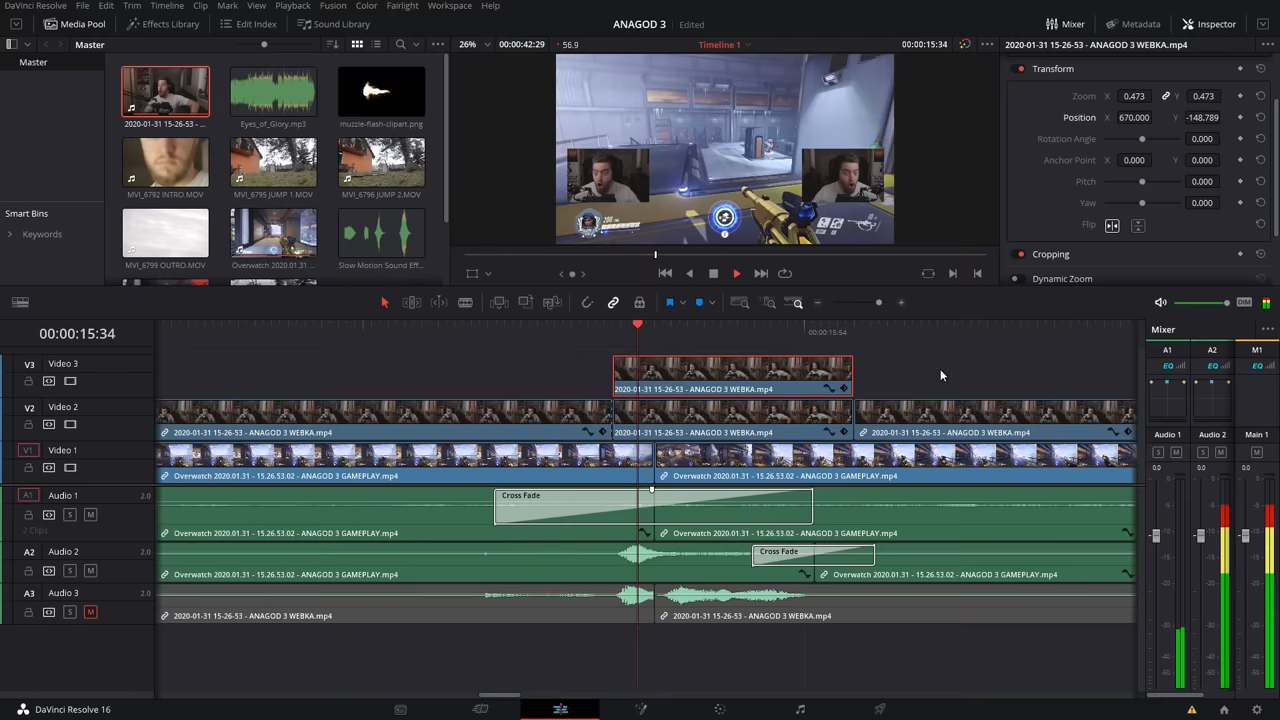 DaVinci Resolve File Edit Trim Timeline Clip Mark View Playback Fusion Color Fairlight Workspace Help
Media Pool Effects Library Edit Index Sound Library ANAGOD 3 Edited Mixer Metadata Inspector
Master 26% 00:00:42:29 56.9 Timeline 1 00:00:15:34 2020-01-31 15-26-53 - ANAGOD 3 WEBKA.mp4
Master
2020-01-31 15-26-53 - ... Eyes_of_Glory.mp3 muzzle-flash-clipart.png
MVI_6792 INTRO.MOV MVI_6795 JUMP 1.MOV MVI_6796 JUMP 2.MOV
MVI_6799 OUTRO.MOV Overwatch 2020.01.31 ... Slow Motion Sound Eff...
Smart Bins
Keywords
Transform
Zoom X 0.473 Y 0.473
Position X 670.000 Y -148.789
Rotation Angle 0.000
Anchor Point X 0.000 Y 0.000
Pitch 0.000
Yaw 0.000
Flip
Cropping
Dynamic Zoom
DIM
00:00:15:34
00:00:15:54
V3 Video 3
2020-01-31 15-26-53 - ANAGOD 3 WEBKA.mp4
V2 Video 2
2020-01-31 15-26-53 - ANAGOD 3 WEBKA.mp4 2020-01-31 15-26-53 - ANAGOD 3 WEBKA.mp4 2020-01-31 15-26-53 - ANAGOD 3 WEBKA.mp4
V1 Video 1
Overwatch 2020.01.31 - 15.26.53.02 - ANAGOD 3 GAMEPLAY.mp4 Overwatch 2020.01.31 - 15.26.53.02 - ANAGOD 3 GAMEPLAY.mp4
A1 Audio 1 2.0 Cross Fade
S M
2 Clips
Overwatch 2020.01.31 - 15.26.53.02 - ANAGOD 3 GAMEPLAY.mp4 Overwatch 2020.01.31 - 15.26.53.02 - ANAGOD 3 GAMEPLAY.mp4
A2 Audio 2 2.0 Cross Fade
S M
Overwatch 2020.01.31 - 15.26.53.02 - ANAGOD 3 GAMEPLAY.mp4 Overwatch 2020.01.31 - 15.26.53.02 - ANAGOD 3 GAMEPLAY.mp4
A3 Audio 3 2.0
S M
2020-01-31 15-26-53 - ANAGOD 3 WEBKA.mp4 2020-01-31 15-26-53 - ANAGOD 3 WEBKA.mp4
Mixer
A1 A2 M1
EQ EQ EQ
Audio 1 Audio 2 Main 1
S M S M M
0.0 0.0 0.0
DaVinci Resolve 16